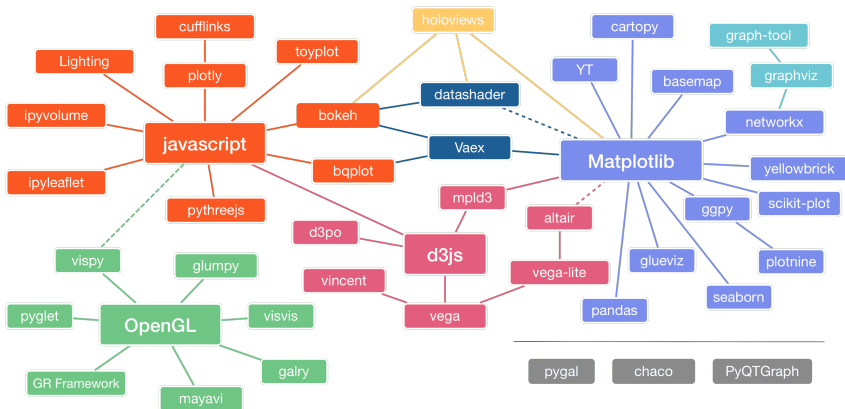 cufflinks
holoviews
cartopy
graph-tool
Lighting
plotly
toyplot
YT
basemap
graphviz
datashader
ipyvolume
bokeh
networkx
javascript
Vaex
Matplotlib
bqplot
yellowbrick
ipyleaflet
mpld3
scikit-plot
pythreejs
altair
ggpy
d3po
d3js
vispy
glumpy
glueviz
plotnine
vincent
vega-lite
seaborn
pandas
pyglet
OpenGL
visvis
vega
galry
GR Framework
mayavi
pygal
chaco
PyQTGraph